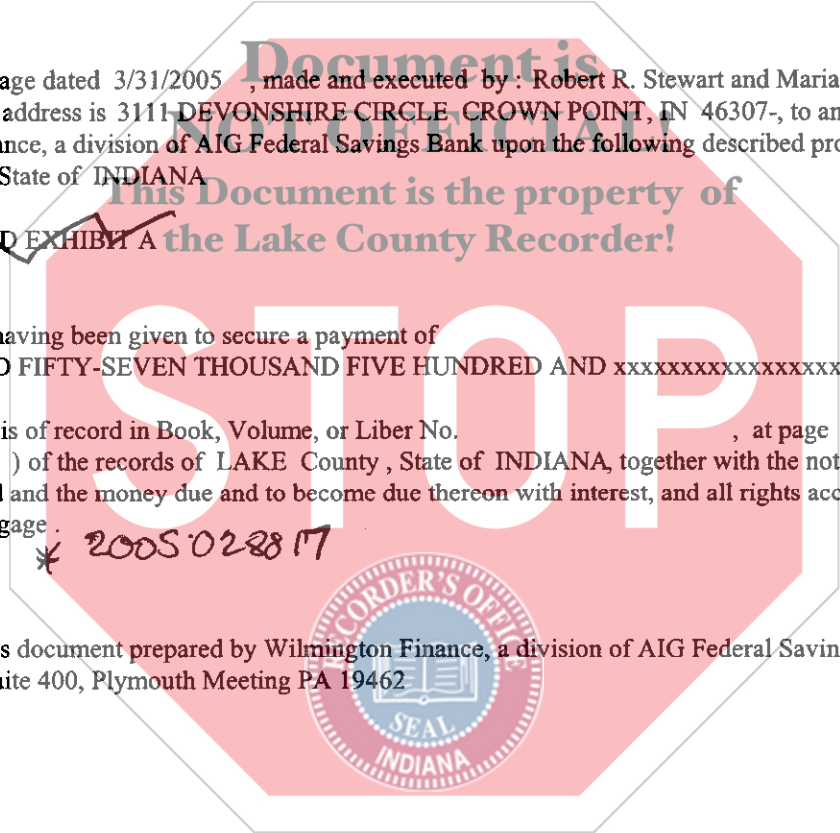 Document is
age dated 3/31/2005 , made and executed by : Robert R. Stewart and Maria
address is 3111 DEVONSHIRE CIRCLE CROWN POINT, IN 46307-, to an
NOT OFFICIAL!
nce, a division of AIG Federal Savings Bank upon the following described pro
State of INDIANA
This Document is the property of
D EXHIBIT A
the Lake County Recorder!
having been given to secure a payment of
D FIFTY-SEVEN THOUSAND FIVE HUNDRED AND xxxxxxxxxxxxxxxxxx
STOP
is of record in Book, Volume, or Liber No. , at page
) of the records of LAKE County , State of INDIANA, together with the not
d and the money due and to become due thereon with interest, and all rights acc
gage .
* 2005 028817
RECORDER'S OFFICE
s document prepared by Wilmington Finance, a division of AIG Federal Savin
uite 400, Plymouth Meeting PA 19462
SEAL
INDIANA